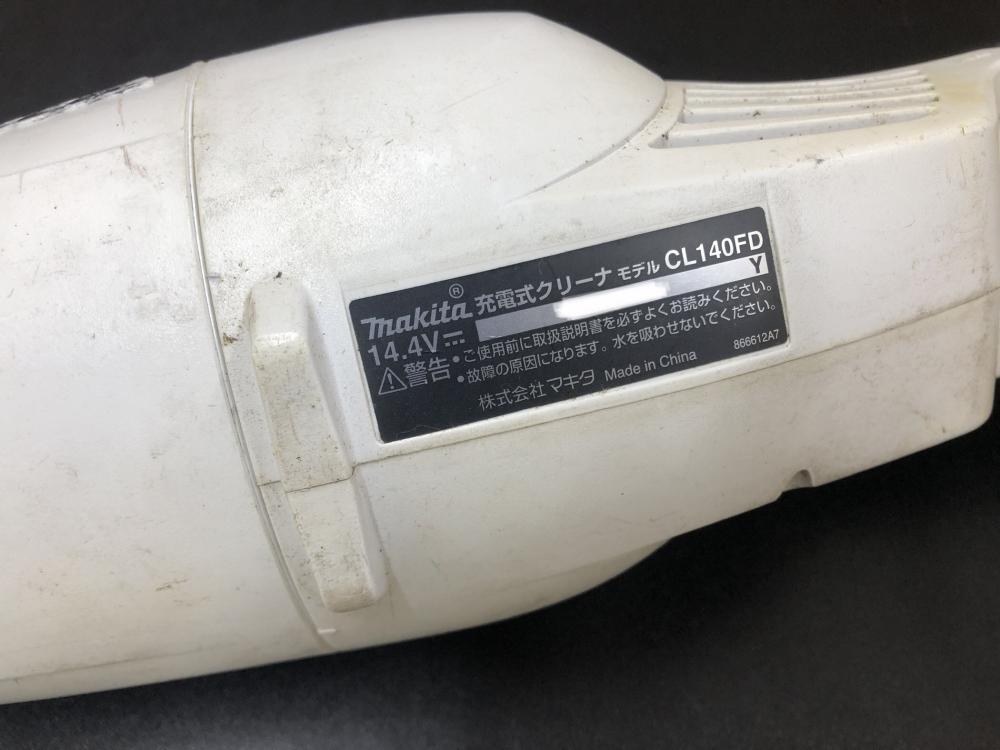 makita® 充電式クリーナ モデル CL140FD
14.4V⎓ Y
⚠警告 •ご使用前に取扱説明書を必ずよくお読みください。
•故障の原因になります。水を吸わせないでください。
株式会社マキタ Made in China 866612A7